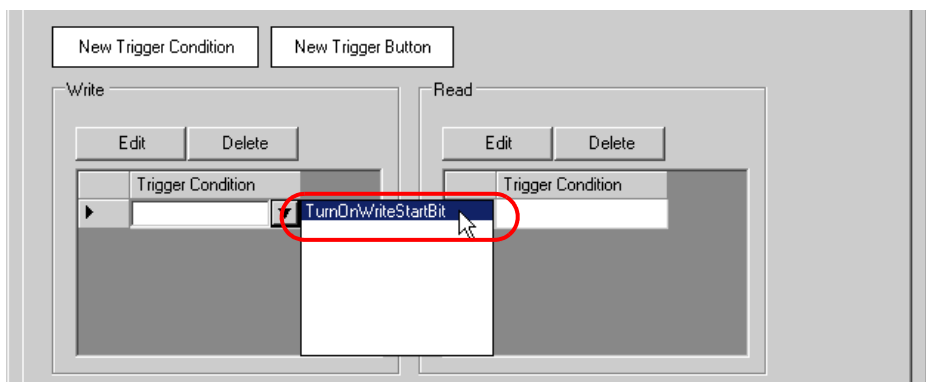 New Trigger Condition
New Trigger Button
Write
Edit
Delete
Trigger Condition
TurnOnWriteStartBit
Read
Edit
Delete
Trigger Condition